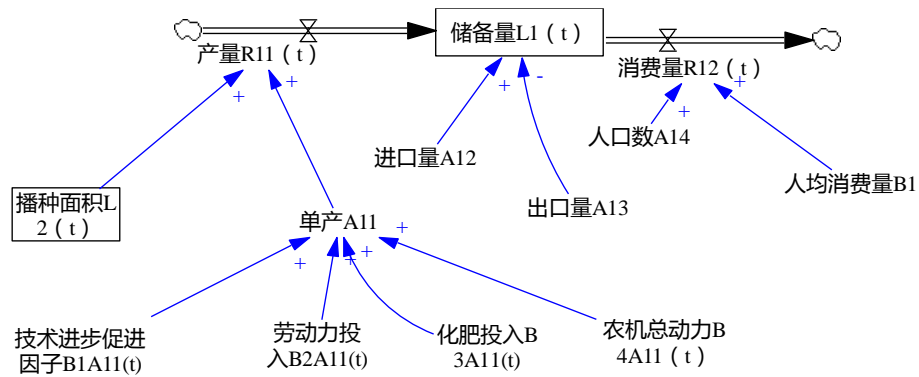 储备量L1（t）
产量R11（t）
消费量R12（t）
+
+
+
-
+
+
人口数A14
进口量A12
人均消费量B1
播种面积L
2（t）
出口量A13
单产A11
+
+
+
+
技术进步促进
因子B1A11(t)
劳动力投
入B2A11(t)
化肥投入B
3A11(t)
农机总动力B
4A11（t）